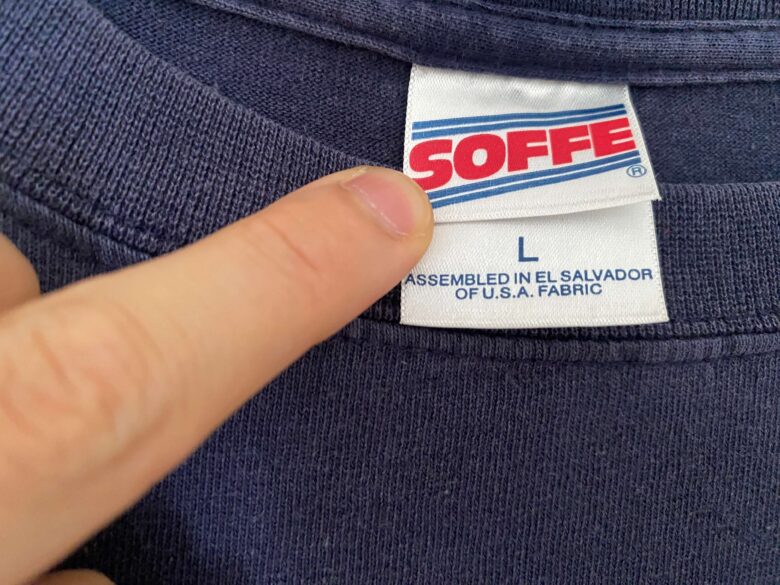 SOFFE
®
L
ASSEMBLED IN EL SALVADOR
OF U.S.A. FABRIC